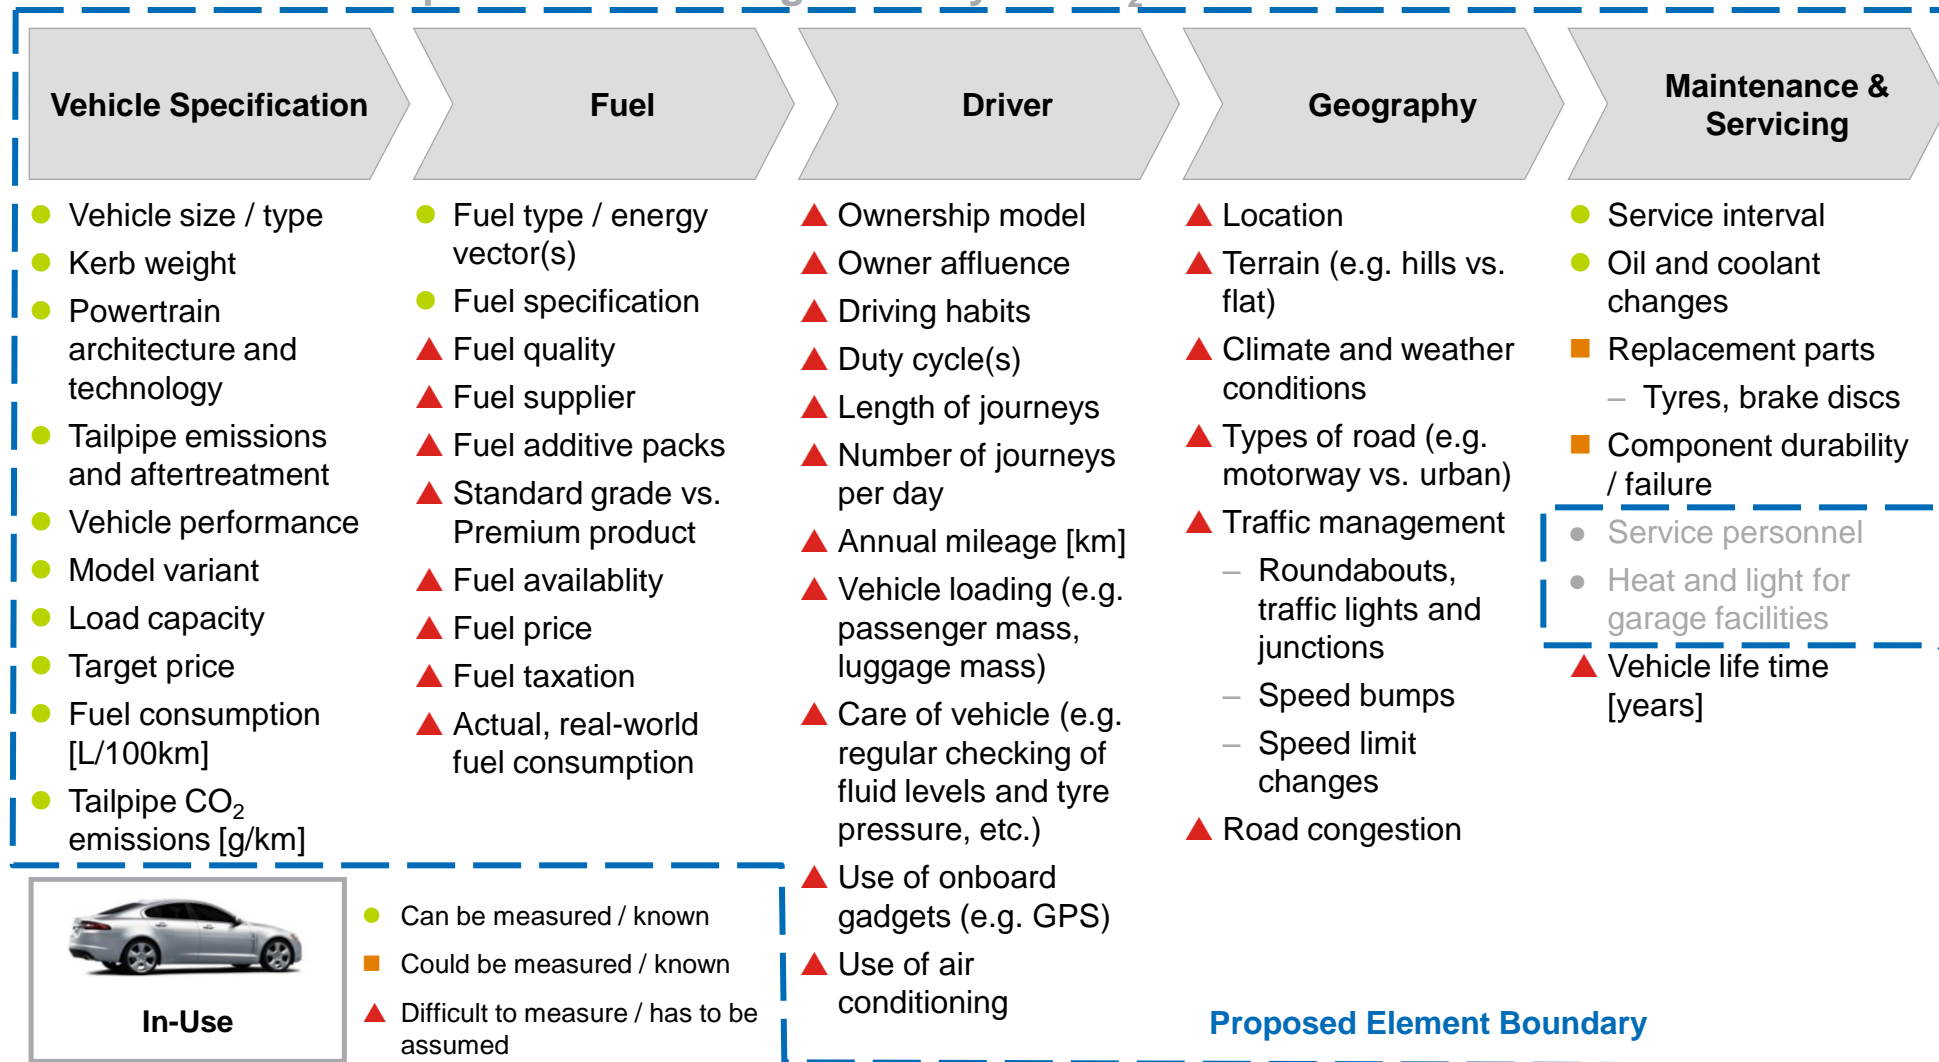 Vehicle Specification
Fuel
Driver
Geography
Maintenance &
Servicing
Vehicle size / type
Kerb weight
Powertrain
architecture and
technology
Tailpipe emissions
and aftertreatment
Vehicle performance
Model variant
Load capacity
Target price
Fuel consumption
[L/100km]
Tailpipe CO2
emissions [g/km]
Fuel type / energy
vector(s)
Fuel specification
Fuel quality
Fuel supplier
Fuel additive packs
Standard grade vs.
Premium product
Fuel availablity
Fuel price
Fuel taxation
Actual, real-world
fuel consumption
Ownership model
Owner affluence
Driving habits
Duty cycle(s)
Length of journeys
Number of journeys
per day
Annual mileage [km]
Vehicle loading (e.g.
passenger mass,
luggage mass)
Care of vehicle (e.g.
regular checking of
fluid levels and tyre
pressure, etc.)
Use of onboard
gadgets (e.g. GPS)
Use of air
conditioning
Location
Terrain (e.g. hills vs.
flat)
Climate and weather
conditions
Types of road (e.g.
motorway vs. urban)
Traffic management
– Roundabouts,
traffic lights and
junctions
– Speed bumps
– Speed limit
changes
Road congestion
Service interval
Oil and coolant
changes
Replacement parts
– Tyres, brake discs
Component durability
/ failure
Service personnel
Heat and light for
garage facilities
Vehicle life time
[years]
In-Use
Can be measured / known
Could be measured / known
Difficult to measure / has to be
assumed
Proposed Element Boundary